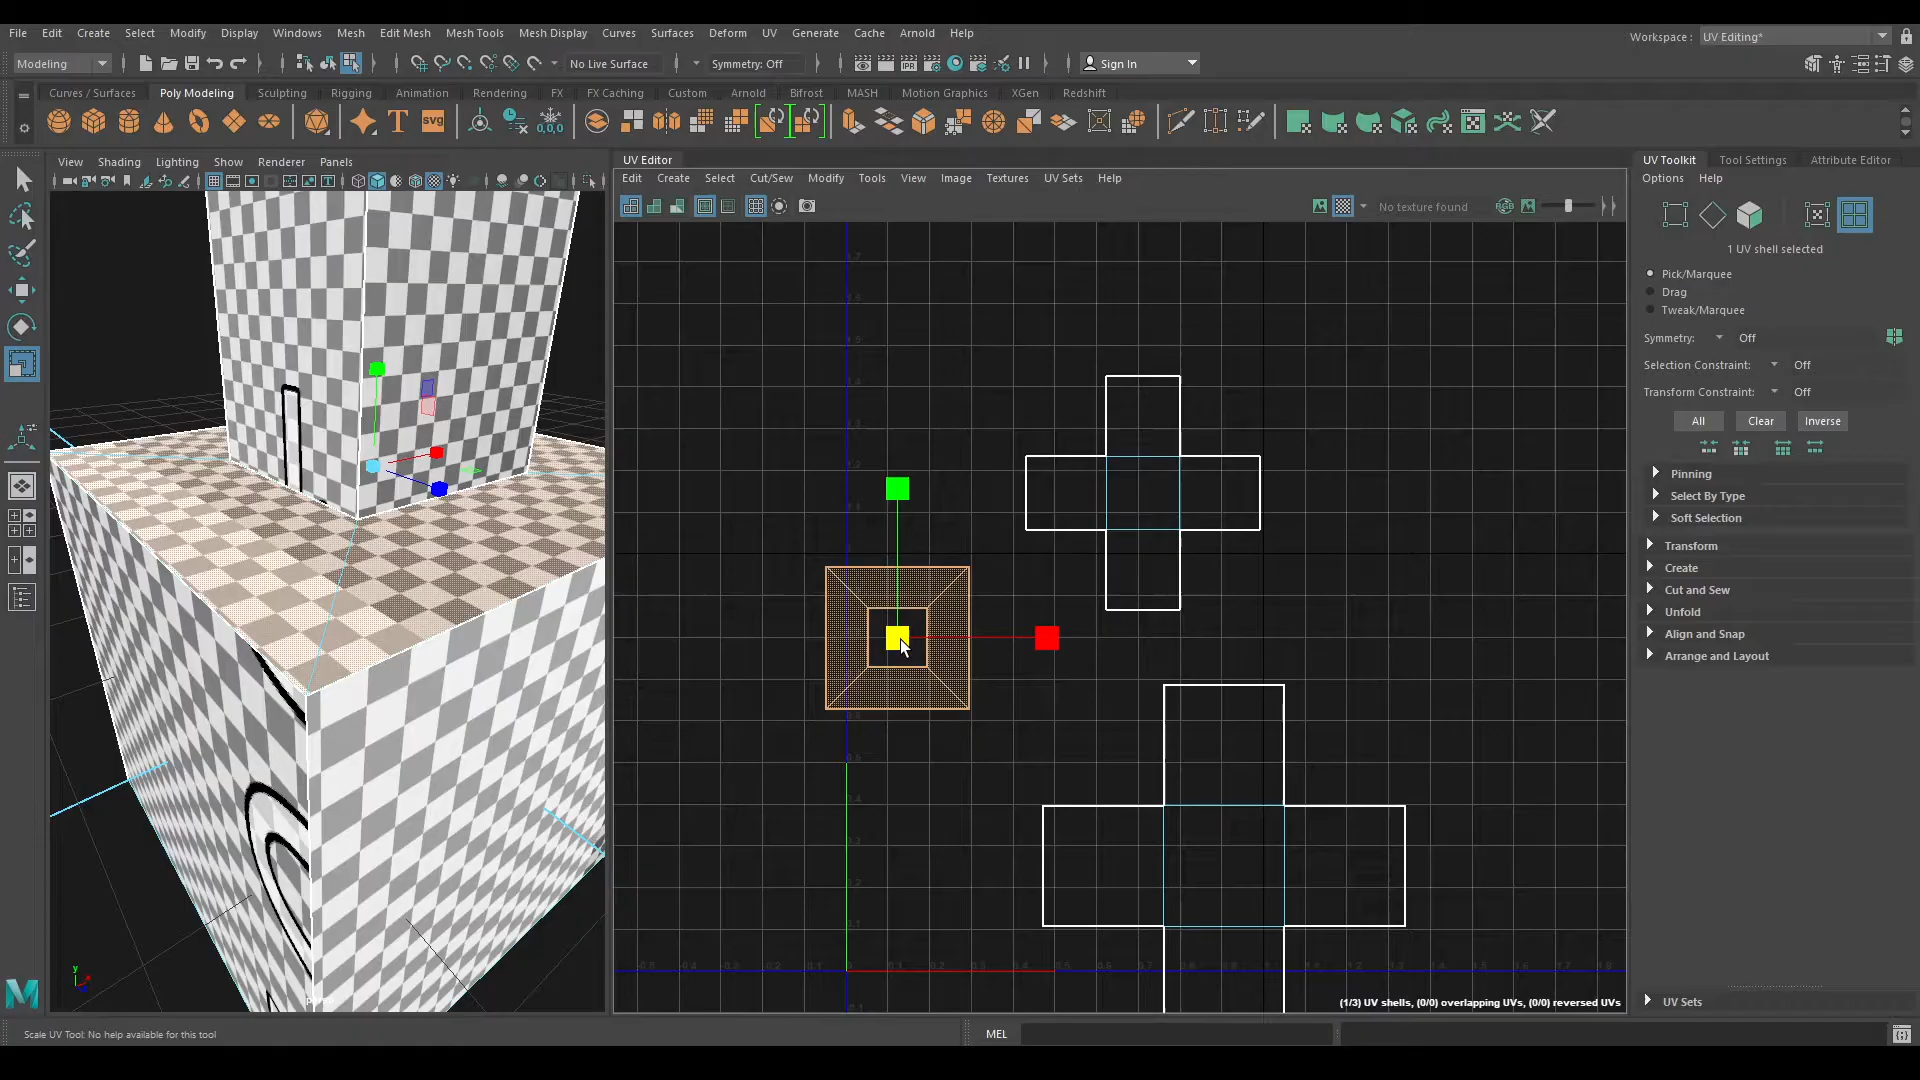 File Edit Create Select Modify Display Windows Mesh Edit Mesh Mesh Tools Mesh Display Curves Surfaces Deform UV Generate Cache Arnold Help
Workspace : UV Editing*
Modeling
No Live Surface
Symmetry: Off
IPR
Sign In
Curves / Surfaces Poly Modeling Sculpting Rigging Animation Rendering FX FX Caching Custom Arnold Bifrost MASH Motion Graphics XGen Redshift
T
SVG
0,0,0
View Shading Lighting Show Renderer Panels
UV Editor
Edit Create Select Cut/Sew Modify Tools View Image Textures UV Sets Help
No texture found
RGB
UV Toolkit Tool Settings Attribute Editor
Options Help
1 UV shell selected
Pick/Marquee
Drag
Tweak/Marquee
Symmetry: Off
Selection Constraint: Off
Transform Constraint: Off
All Clear Inverse
Pinning
Select By Type
Soft Selection
Transform
Create
Cut and Sew
Unfold
Align and Snap
Arrange and Layout
UV Sets
y
(1/3) UV shells, (0/0) overlapping UVs, (0/0) reversed UVs
Scale UV Tool: No help available for this tool
MEL